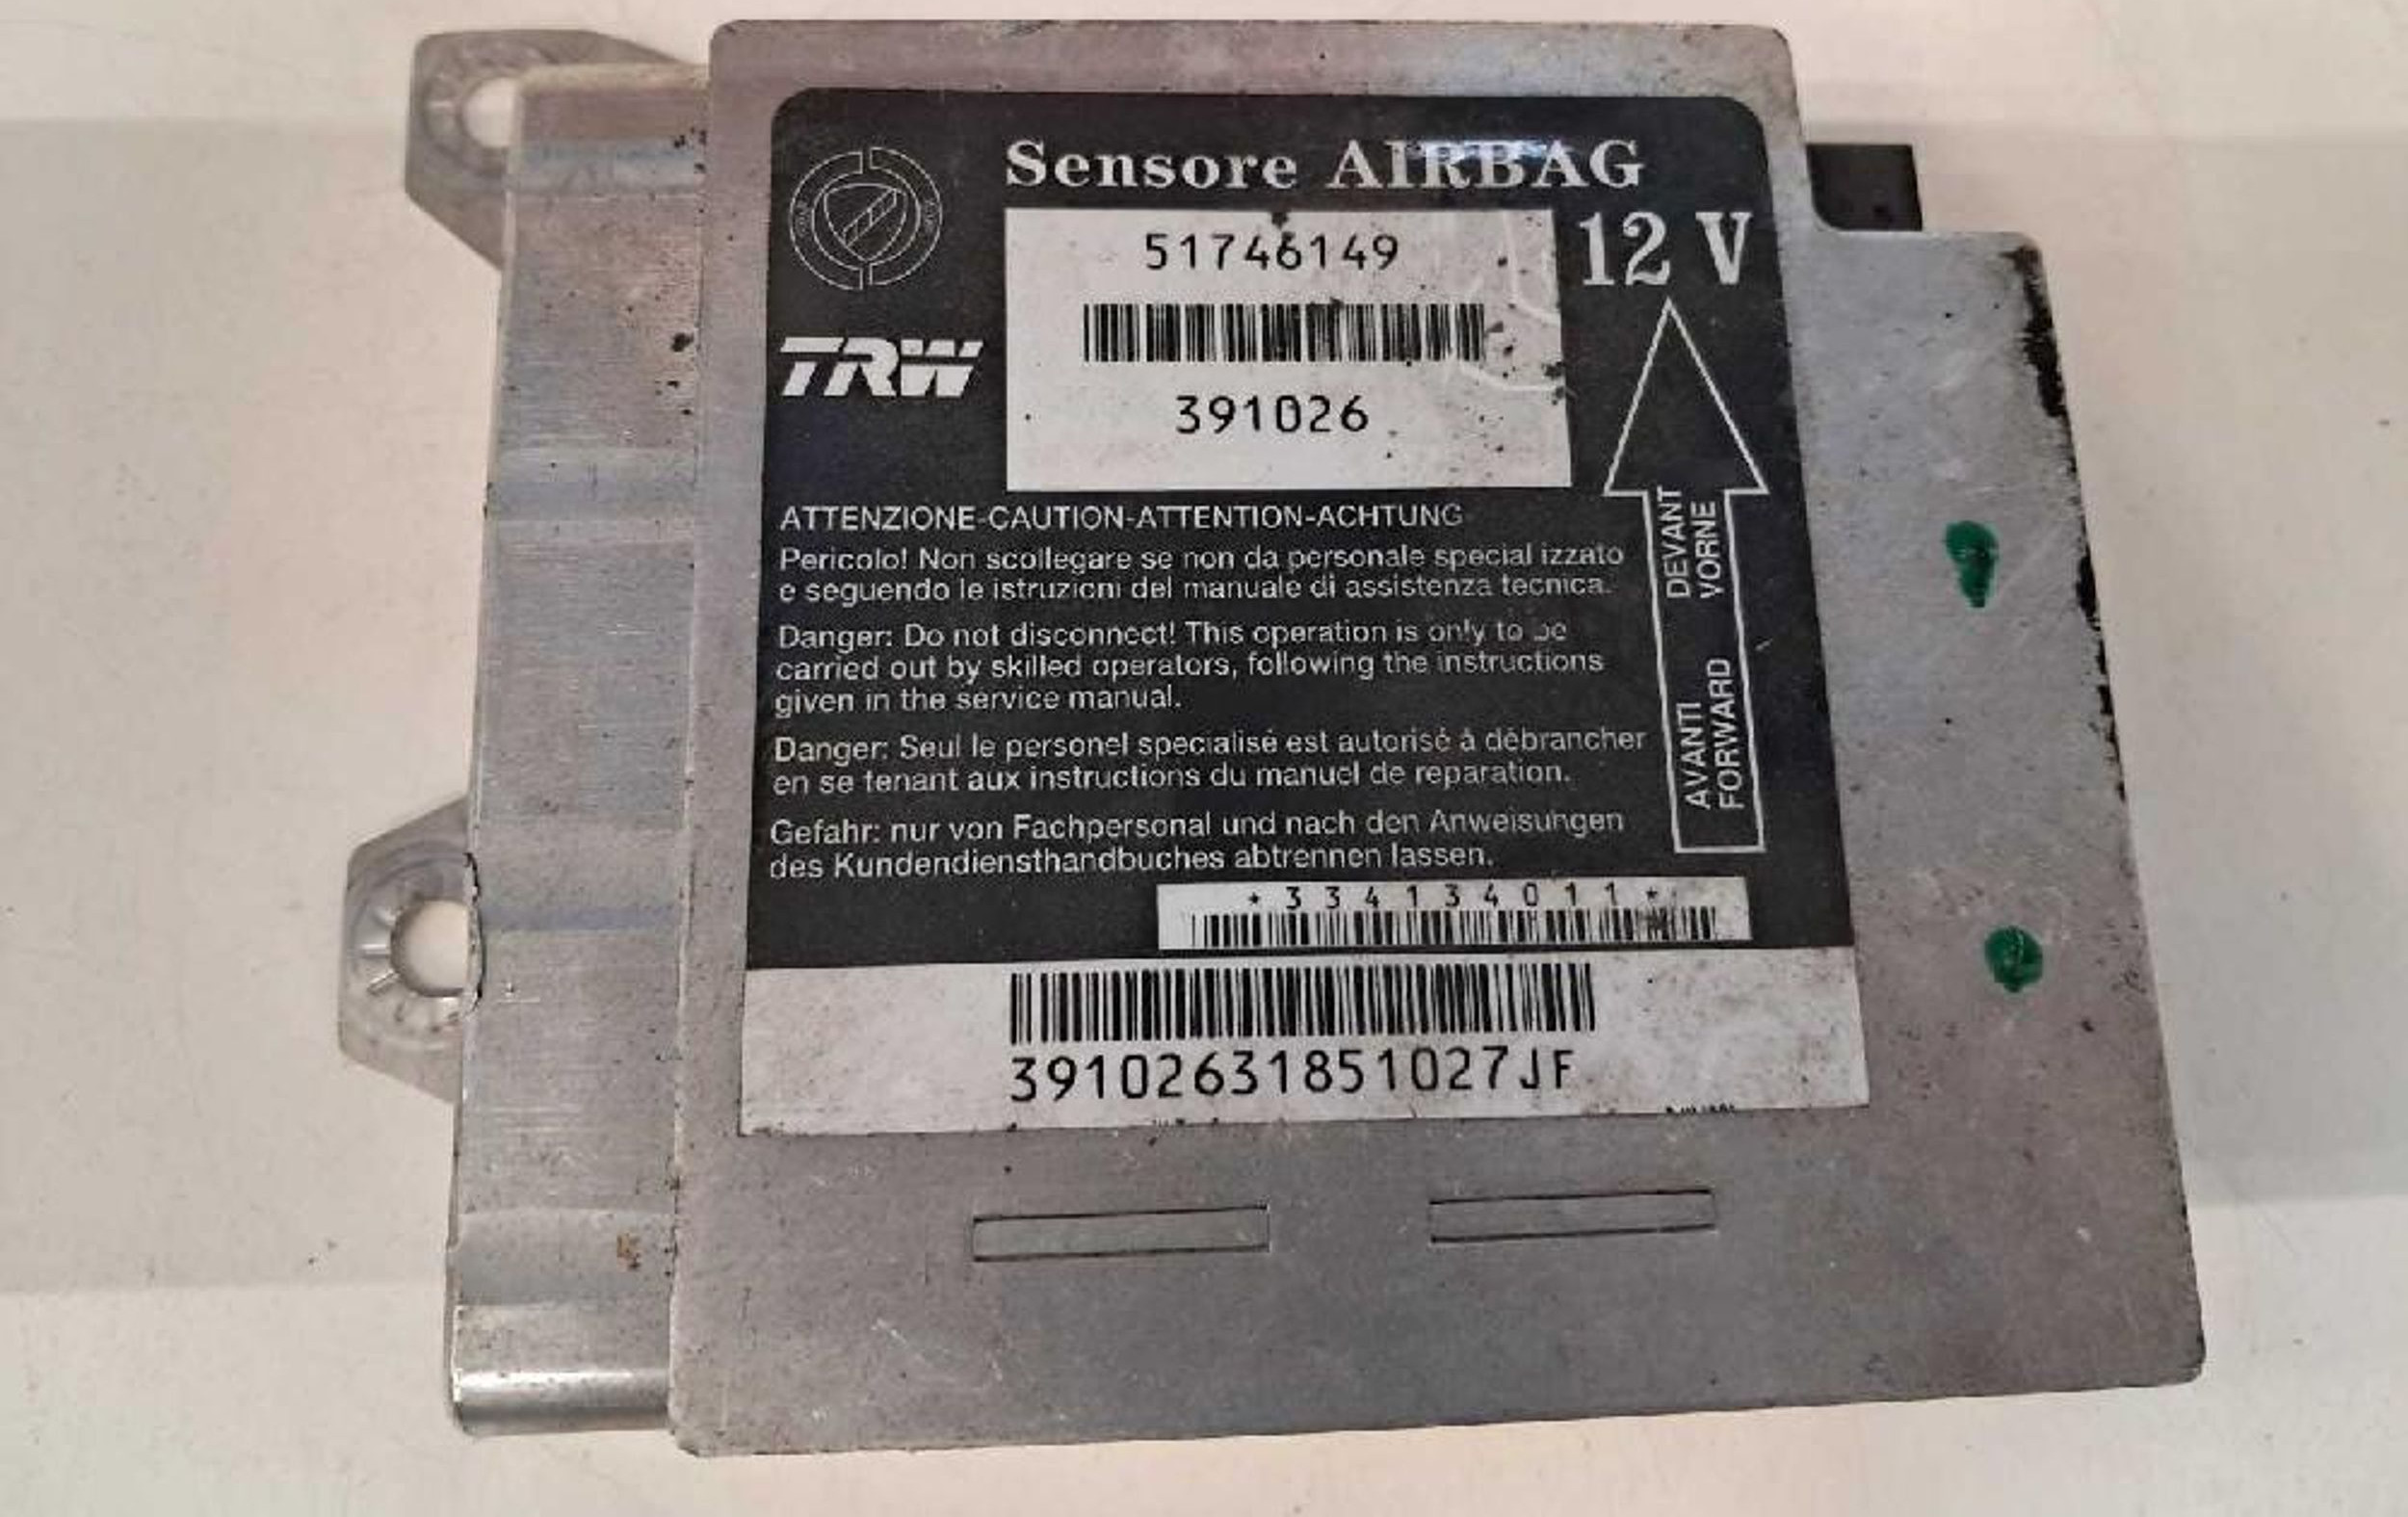 Sensore AIRBAG
12 V
51746149
TRW
391026
ATTENZIONE-CAUTION-ATTENTION-ACHTUNG
Pericolo! Non scollegare se non da personale specializzato
e seguendo le istruzioni del manuale di assistenza tecnica.
Danger: Do not disconnect! This operation is only to be
carried out by skilled operators, following the instructions
given in the service manual.
Danger: Seul le personel specialisé est autorisé à débrancher
en se tenant aux instructions du manuel de reparation.
Gefahr: nur von Fachpersonal und nach den Anweisungen
des Kundendiensthandbuches abtrennen lassen.
DEVANT
VORNE
AVANTI
FORWARD
*334134011*
39102631851027JF